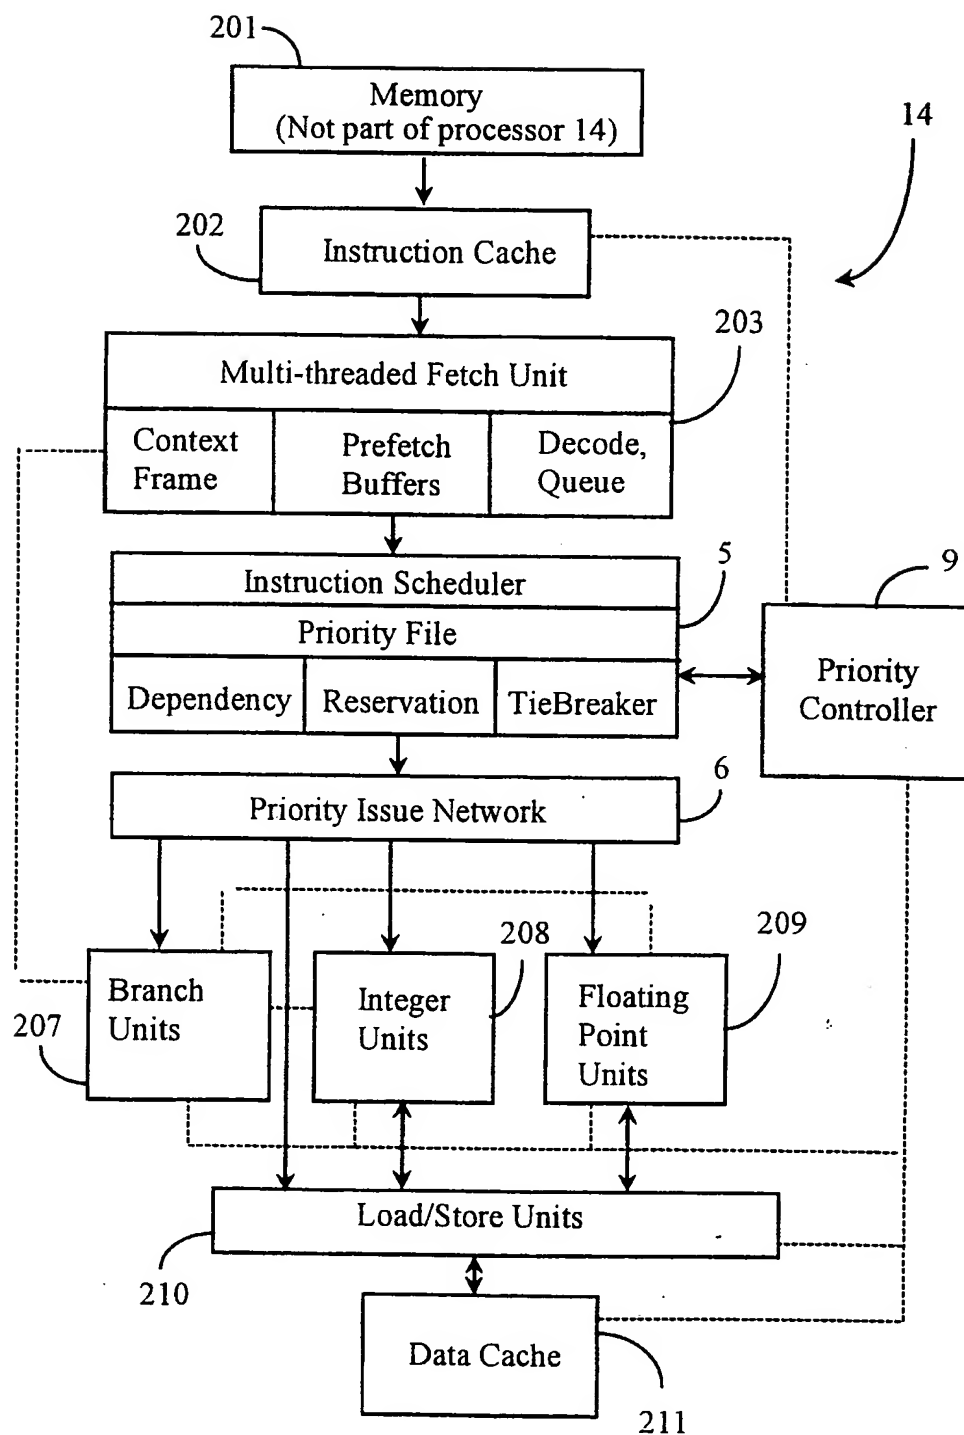 201
Memory
(Not part of processor 14)
14
202
Instruction Cache
203
Multi-threaded Fetch Unit
Context
Frame
Prefetch
Buffers
Decode,
Queue
5
9
Instruction Scheduler
Priority File
Dependency
Reservation
TieBreaker
Priority
Controller
6
Priority Issue Network
208
209
Branch
Units
Integer
Units
Floating
Point
Units
207
Load/Store Units
210
Data Cache
211